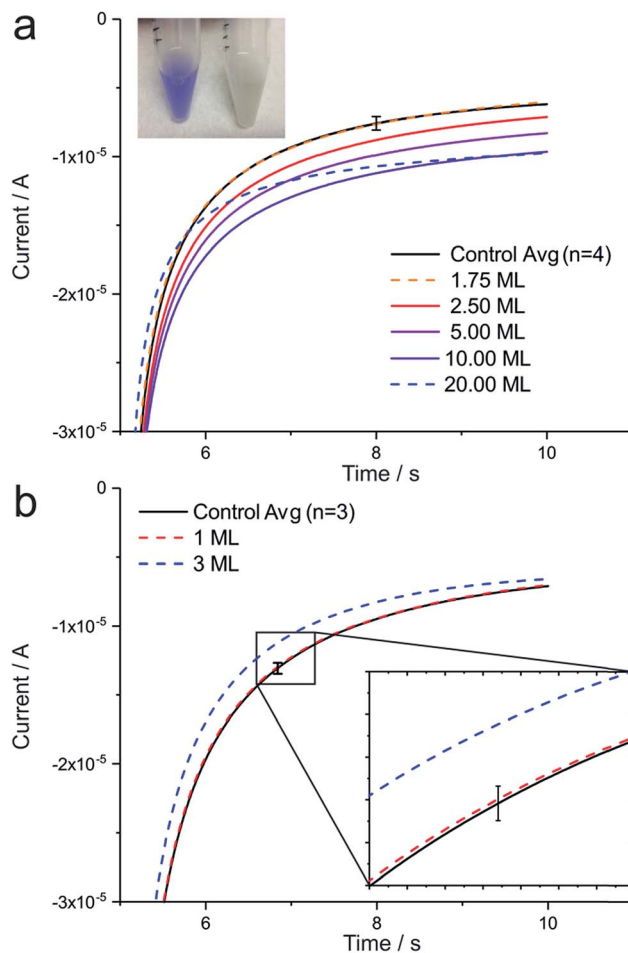 a
0
-1x10⁻⁵
-2x10⁻⁵
-3x10⁻⁵
Current / A
Control Avg (n=4)
1.75 ML
2.50 ML
5.00 ML
10.00 ML
20.00 ML
6
8
10
Time / s
b
0
-1x10⁻⁵
-2x10⁻⁵
-3x10⁻⁵
Current / A
Control Avg (n=3)
1 ML
3 ML
6
8
10
Time / s